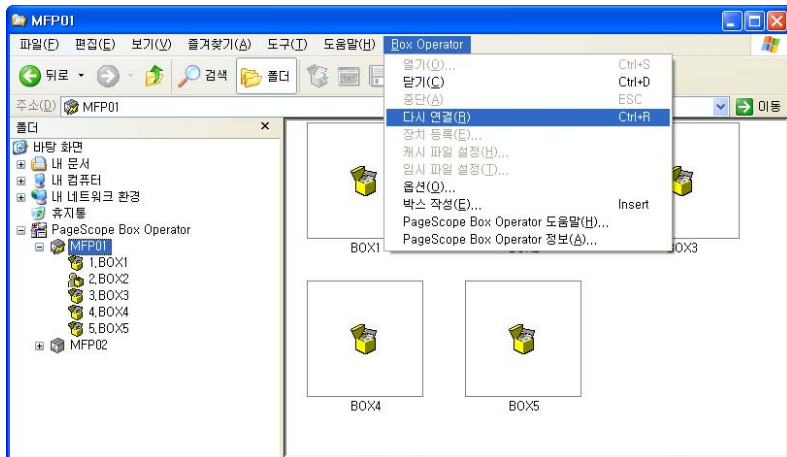 MFP01
파일(F) 편집(E) 보기(V) 즐겨찾기(A) 도구(T) 도움말(H) Box Operator
뒤로 검색 폴더
주소(D) MFP01 이동
폴더
바탕 화면
내 문서
내 컴퓨터
내 네트워크 환경
휴지통
PageScope Box Operator
MFP01
1,BOX1
2,BOX2
3,BOX3
4,BOX4
5,BOX5
MFP02
열기(O)... Ctrl+S
닫기(C) Ctrl+D
중단(A) ESC
다시 연결(R) Ctrl+R
장치 등록(E)...
캐시 파일 설정(H)...
임시 파일 설정(T)...
옵션(O)...
박스 작성(E)... Insert
PageScope Box Operator 도움말(H)...
PageScope Box Operator 정보(A)...
BOX1 BOX3
BOX4 BOX5